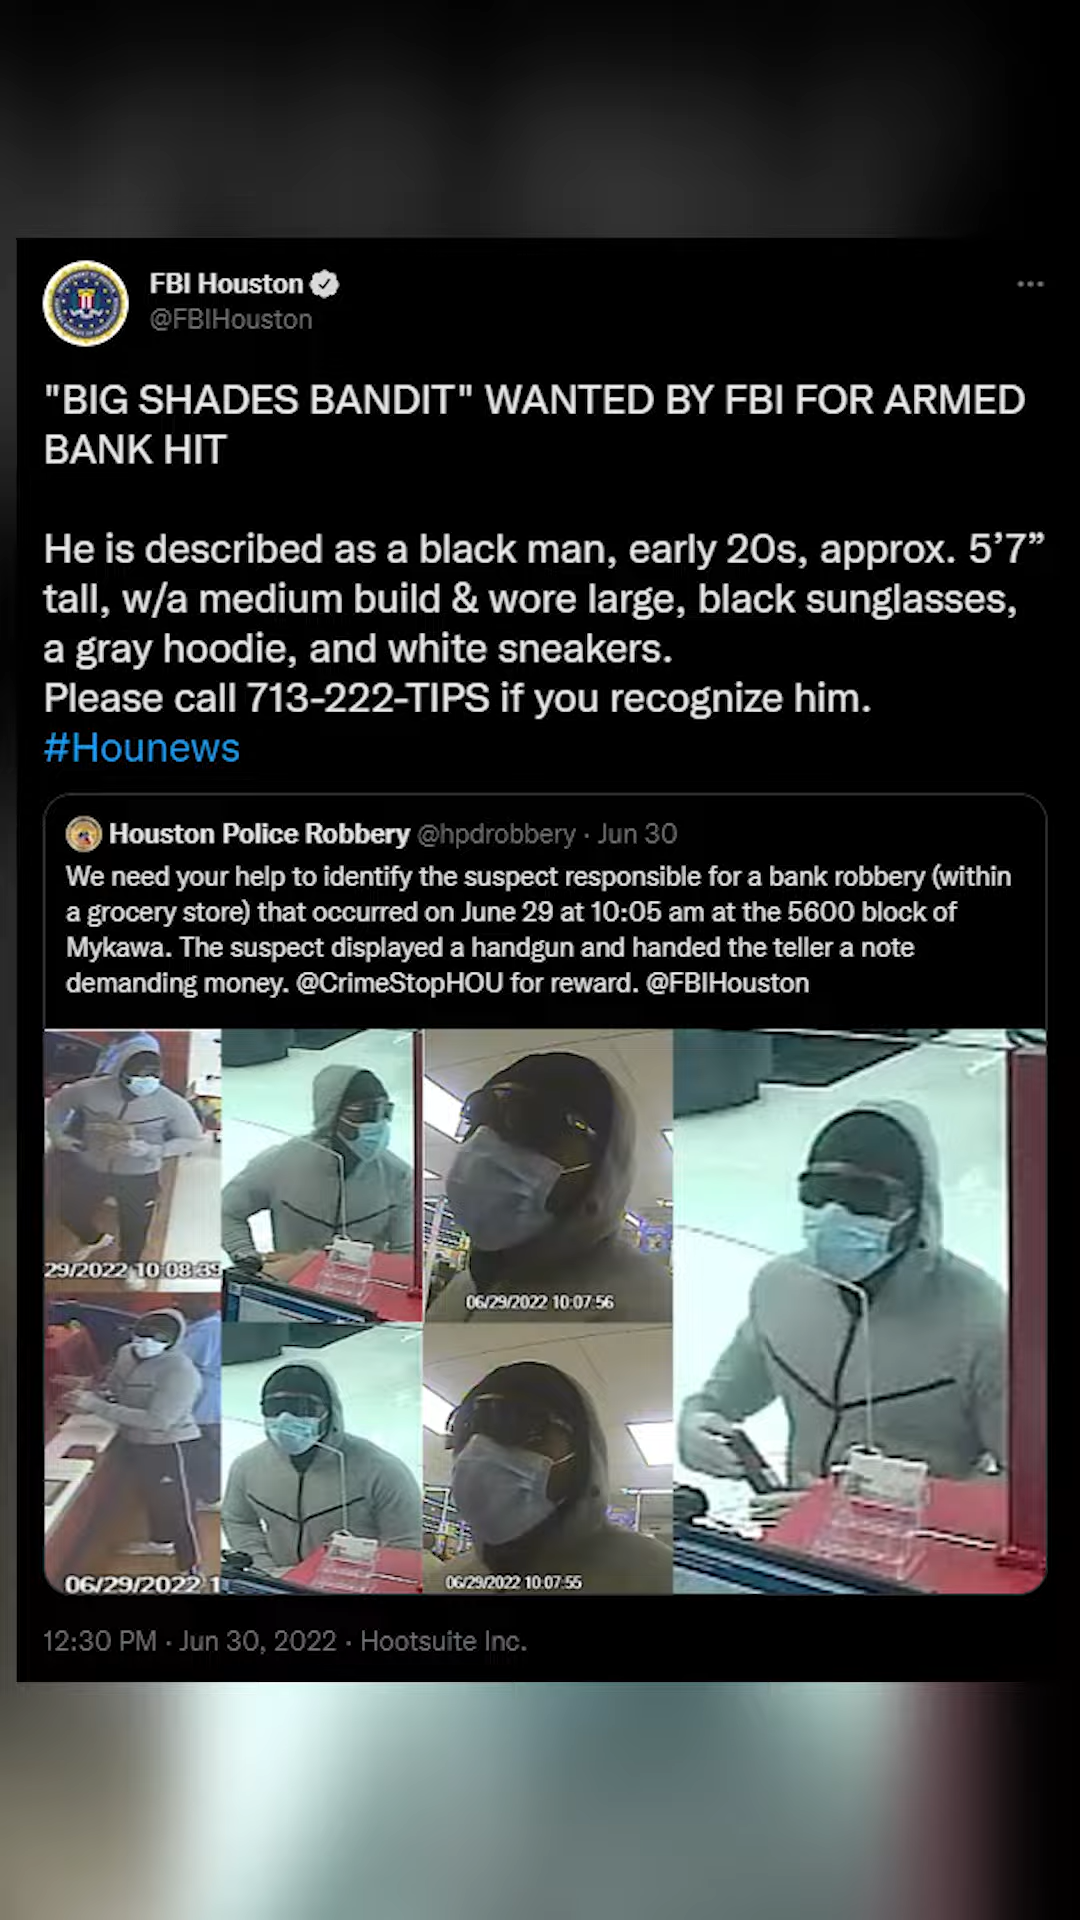 FBI Houston
@FBIHouston
"BIG SHADES BANDIT" WANTED BY FBI FOR ARMED
BANK HIT
He is described as a black man, early 20s, approx. 5’7”
tall, w/a medium build & wore large, black sunglasses,
a gray hoodie, and white sneakers.
Please call 713-222-TIPS if you recognize him.
#Hounews
Houston Police Robbery @hpdrobbery · Jun 30
We need your help to identify the suspect responsible for a bank robbery (within
a grocery store) that occurred on June 29 at 10:05 am at the 5600 block of
Mykawa. The suspect displayed a handgun and handed the teller a note
demanding money. @CrimeStopHOU for reward. @FBIHouston
29/2022 10:08:39
06/29/2022 10:07:56
06/29/2022 1
06/29/2022 10:07:55
12:30 PM · Jun 30, 2022 · Hootsuite Inc.